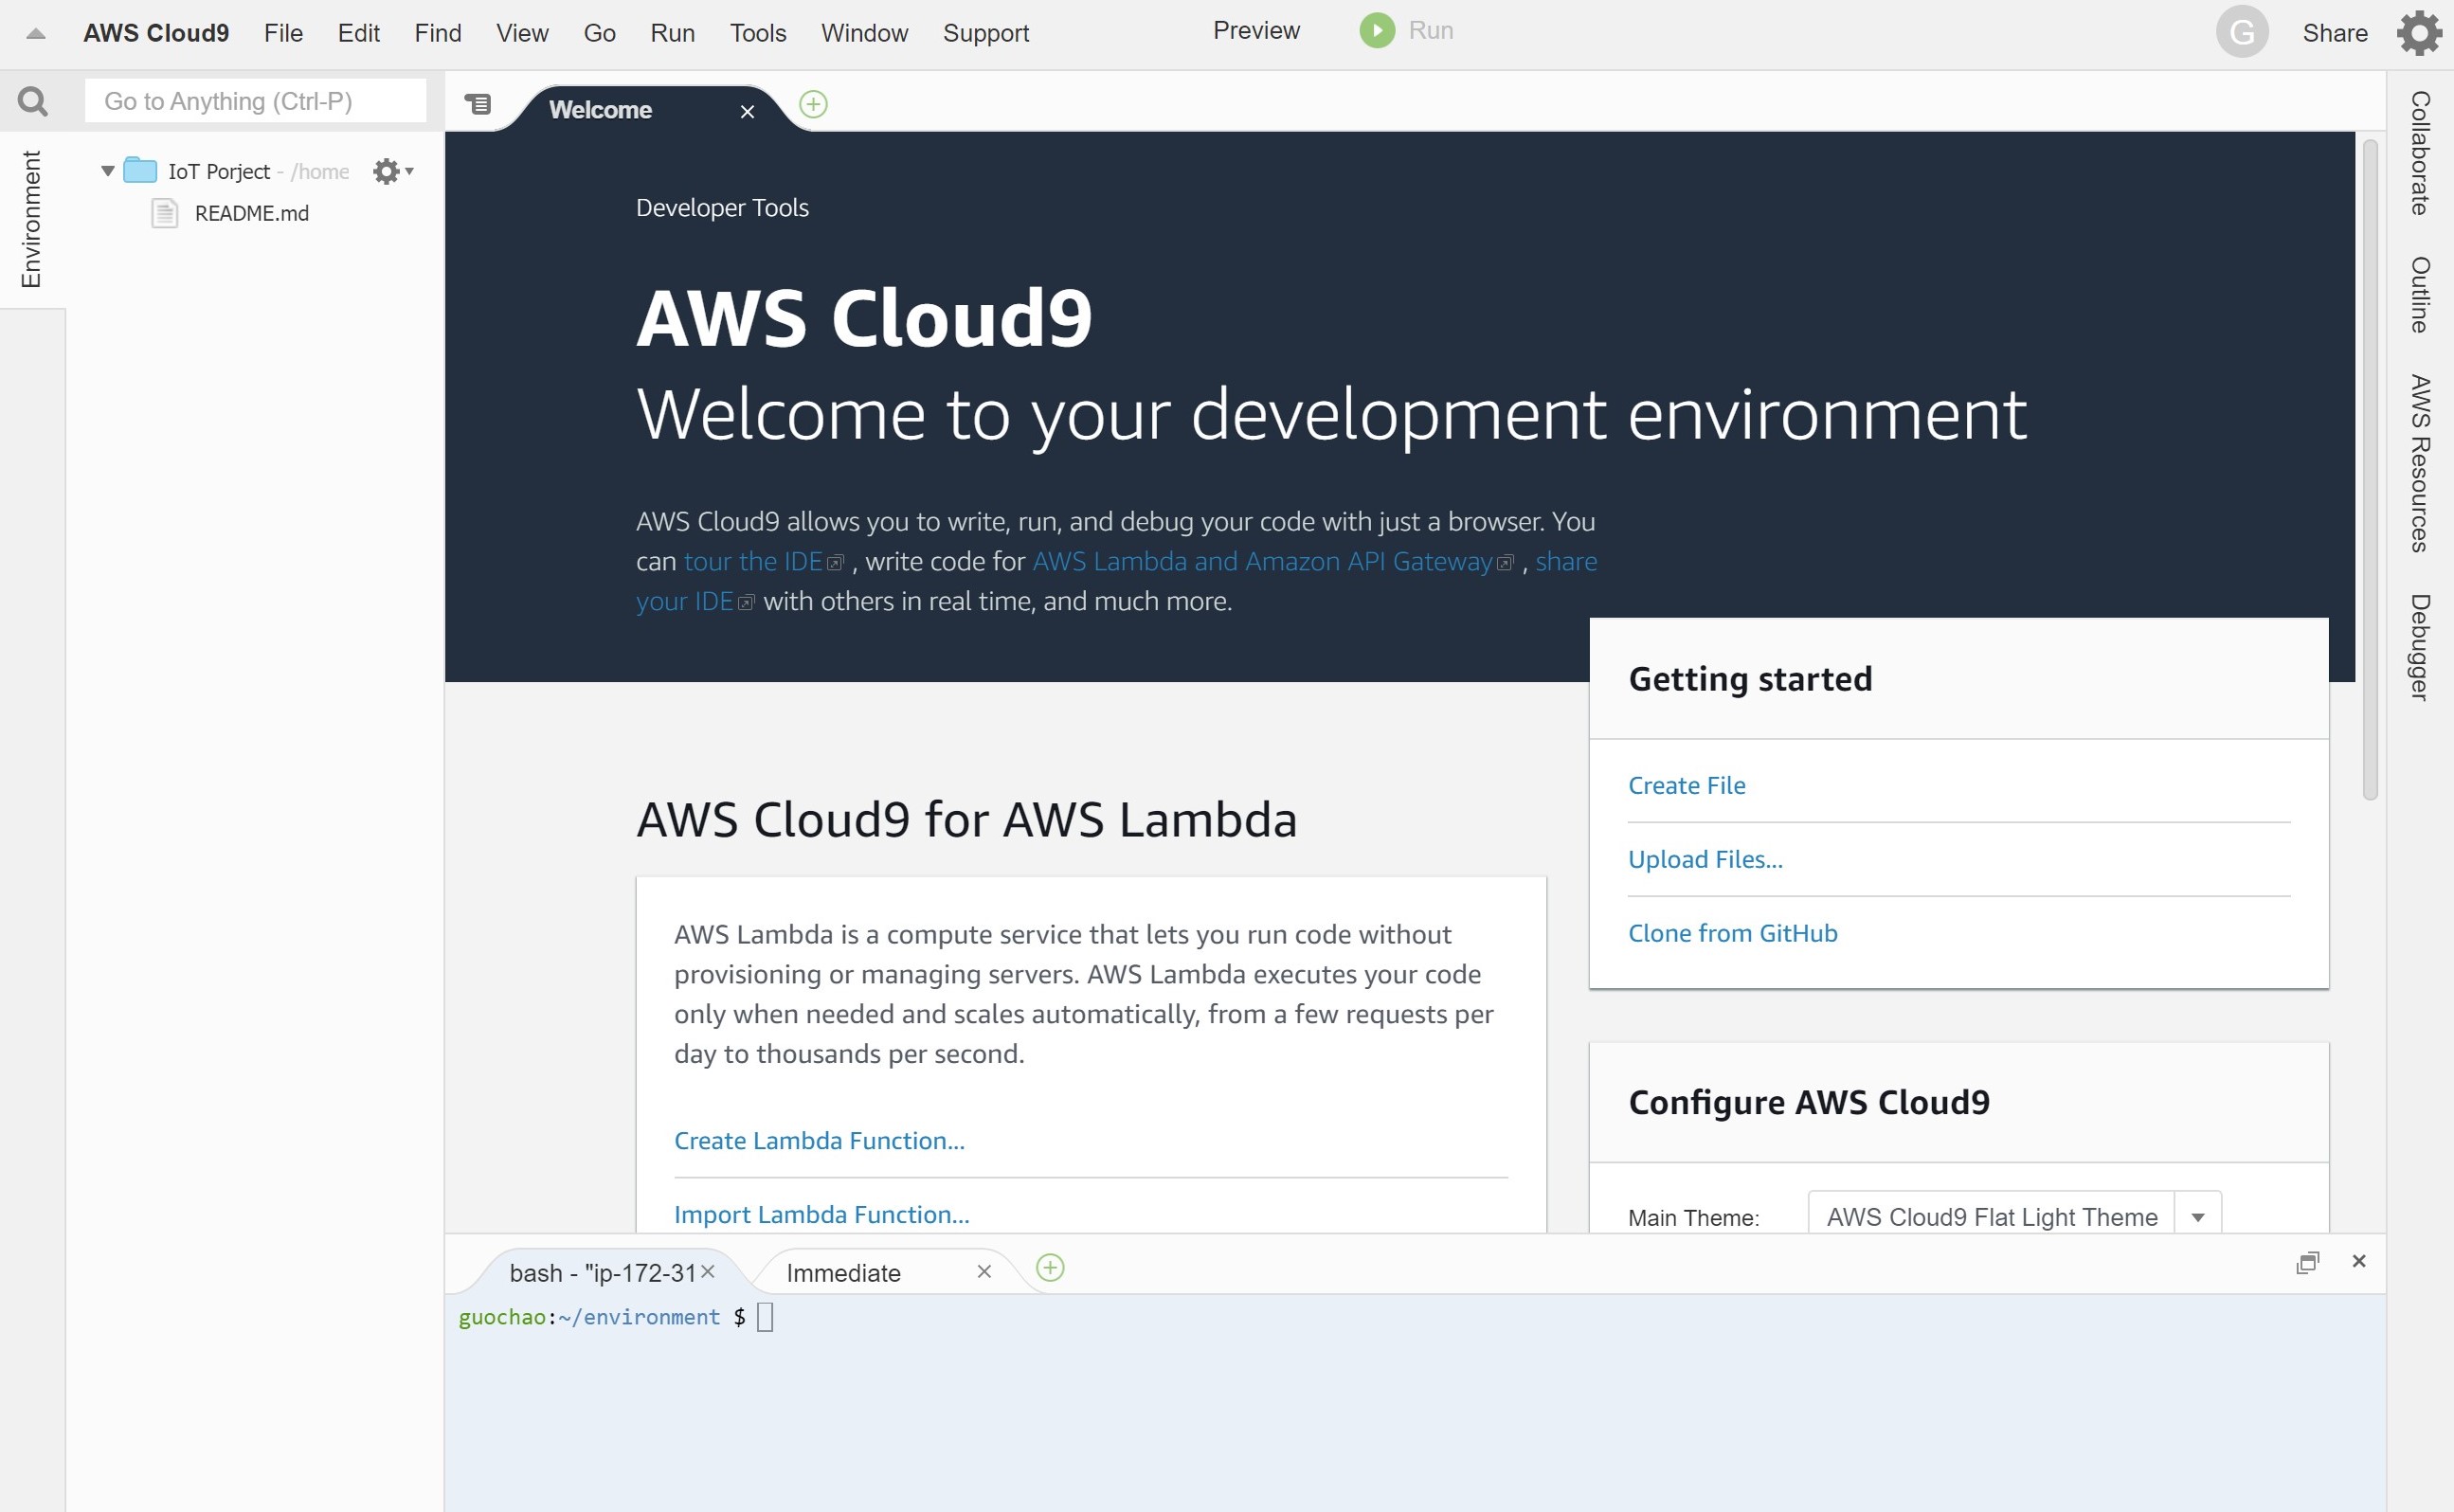 AWS Cloud9 File Edit Find View Go Run Tools Window Support Preview Run G Share
Go to Anything (Ctrl-P)
Environment
IoT Porject - /home
README.md
Welcome
Developer Tools
AWS Cloud9
Welcome to your development environment
AWS Cloud9 allows you to write, run, and debug your code with just a browser. You
can tour the IDE , write code for AWS Lambda and Amazon API Gateway , share
your IDE with others in real time, and much more.
Getting started
Create File
Upload Files...
Clone from GitHub
AWS Cloud9 for AWS Lambda
AWS Lambda is a compute service that lets you run code without
provisioning or managing servers. AWS Lambda executes your code
only when needed and scales automatically, from a few requests per
day to thousands per second.
Create Lambda Function...
Import Lambda Function...
Configure AWS Cloud9
Main Theme: AWS Cloud9 Flat Light Theme
Collaborate
Outline
AWS Resources
Debugger
bash - "ip-172-31 Immediate
guochao:~/environment $